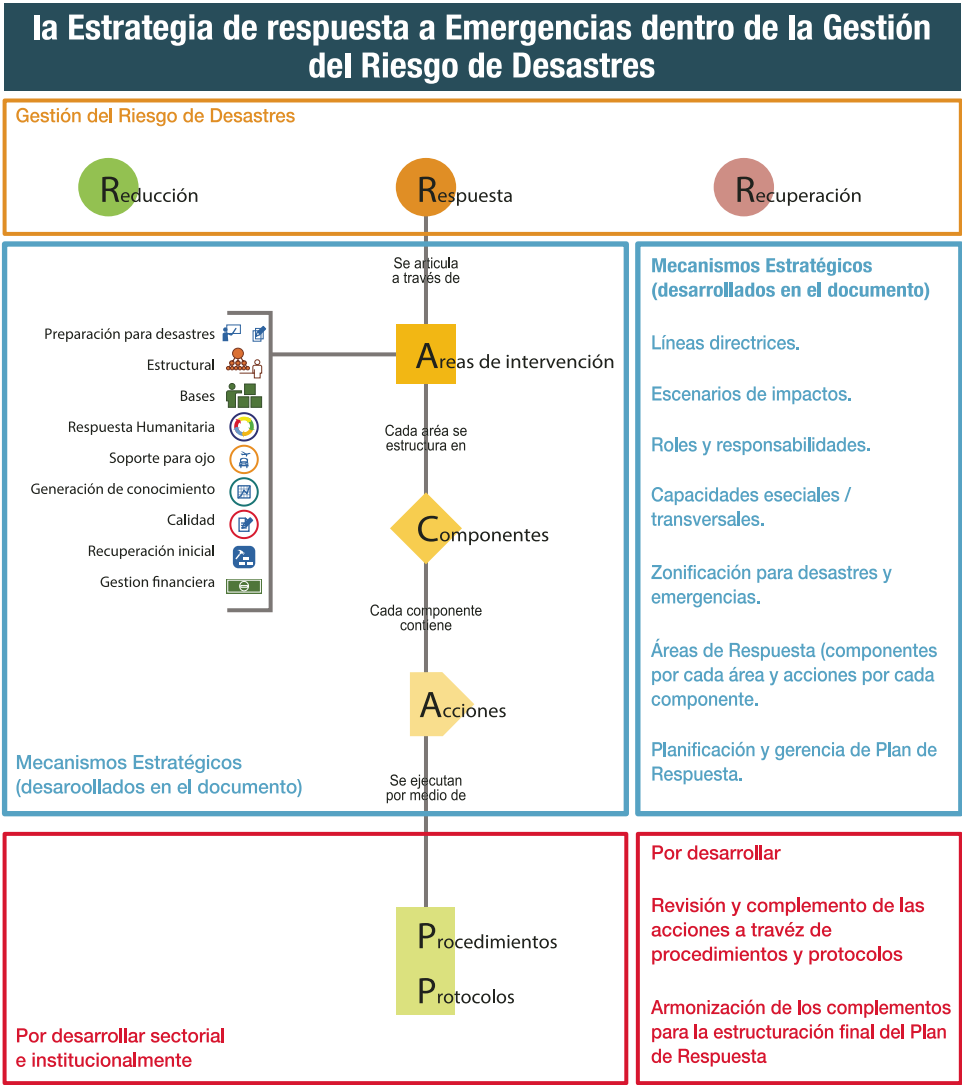 la Estrategia de respuesta a Emergencias dentro de la Gestión
del Riesgo de Desastres
Gestión del Riesgo de Desastres
Reducción
Respuesta
Recuperación
Se articula
a través de
Areas de intervención
Preparación para desastres
Estructural
Bases
Respuesta Humanitaria
Soporte para ojo
Generación de conocimiento
Calidad
Recuperación inicial
Gestion financiera
Cada aréa se
estructura en
Componentes
Cada componente
contiene
Acciones
Se ejecutan
por medio de
Mecanismos Estratégicos
(desaroollados en el documento)
Mecanismos Estratégicos
(desarrollados en el documento)
Líneas directrices.
Escenarios de impactos.
Roles y responsabilidades.
Capacidades eseciales /
transversales.
Zonificación para desastres y
emergencias.
Áreas de Respuesta (componentes
por cada área y acciones por cada
componente.
Planificación y gerencia de Plan de
Respuesta.
Procedimientos
Protocolos
Por desarrollar sectorial
e institucionalmente
Por desarrollar
Revisión y complemento de las
acciones a travéz de
procedimientos y protocolos
Armonización de los complementos
para la estructuración final del Plan
de Respuesta